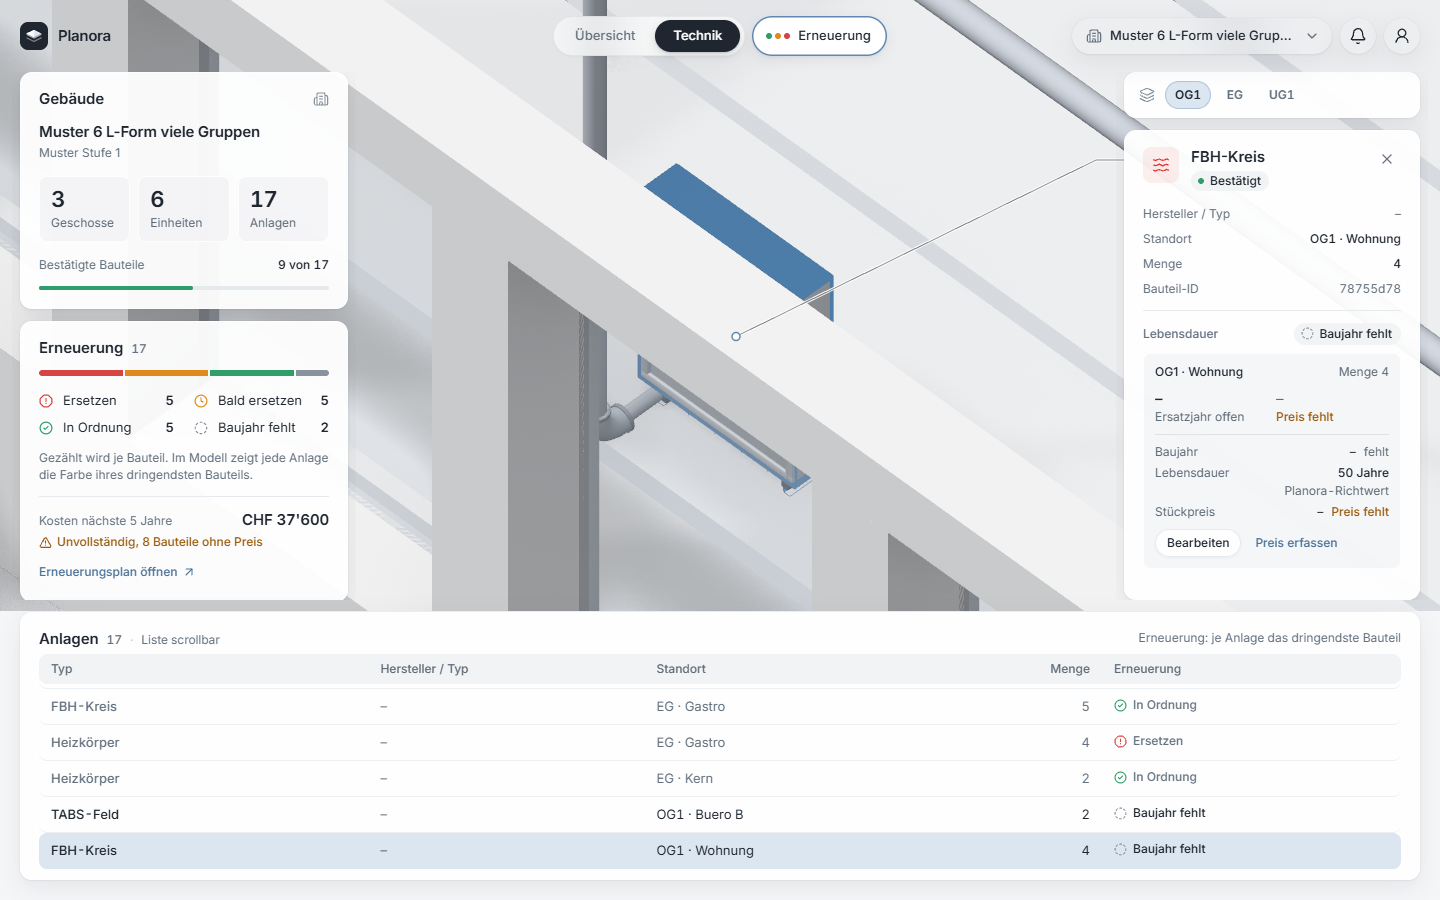 Planora
Übersicht
Technik
Erneuerung
Muster 6 L-Form viele Grup...
Gebäude
Muster 6 L-Form viele Gruppen
Muster Stufe 1
3 6 17
Geschosse Einheiten Anlagen
Bestätigte Bauteile 9 von 17
Erneuerung 17
Ersetzen 5 Bald ersetzen 5
In Ordnung 5 Baujahr fehlt 2
Gezählt wird je Bauteil. Im Modell zeigt jede Anlage
die Farbe ihres dringendsten Bauteils.
Kosten nächste 5 Jahre CHF 37'600
Unvollständig, 8 Bauteile ohne Preis
Erneuerungsplan öffnen
OG1 EG UG1
FBH-Kreis
Bestätigt
Hersteller / Typ –
Standort OG1 · Wohnung
Menge 4
Bauteil-ID 78755d78
Lebensdauer Baujahr fehlt
OG1 · Wohnung Menge 4
– –
Ersatzjahr offen Preis fehlt
Baujahr – fehlt
Lebensdauer 50 Jahre
Planora-Richtwert
Stückpreis – Preis fehlt
Bearbeiten Preis erfassen
Anlagen 17 · Liste scrollbar
Erneuerung: je Anlage das dringendste Bauteil
Typ Hersteller / Typ Standort Menge Erneuerung
FBH-Kreis – EG · Gastro 5 In Ordnung
Heizkörper – EG · Gastro 4 Ersetzen
Heizkörper – EG · Kern 2 In Ordnung
TABS-Feld – OG1 · Buero B 2 Baujahr fehlt
FBH-Kreis – OG1 · Wohnung 4 Baujahr fehlt